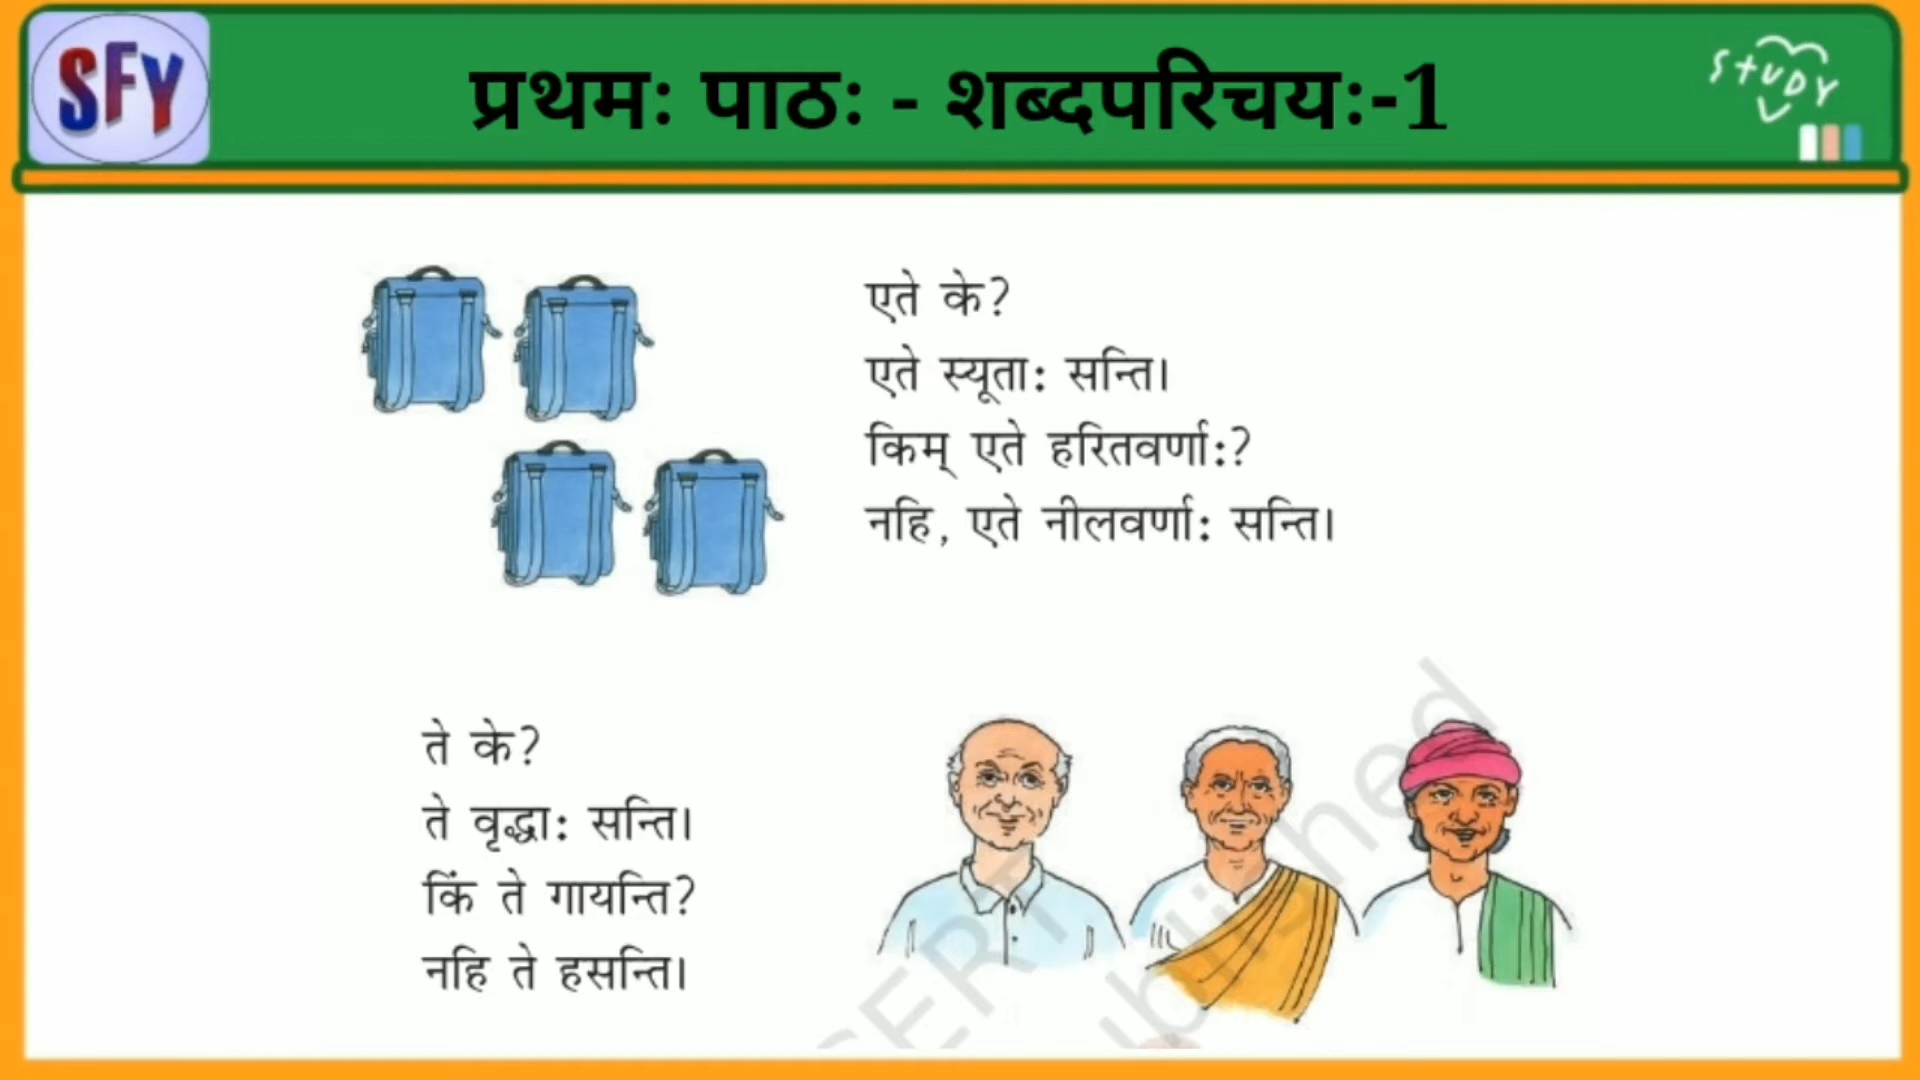 SFY
प्रथमः पाठः - शब्दपरिचयः-1
STUDY
एते के?
एते स्यूताः सन्ति।
किम् एते हरितवर्णाः?
नहि, एते नीलवर्णाः सन्ति।
ते के?
ते वृद्धाः सन्ति।
किं ते गायन्ति?
नहि ते हसन्ति।